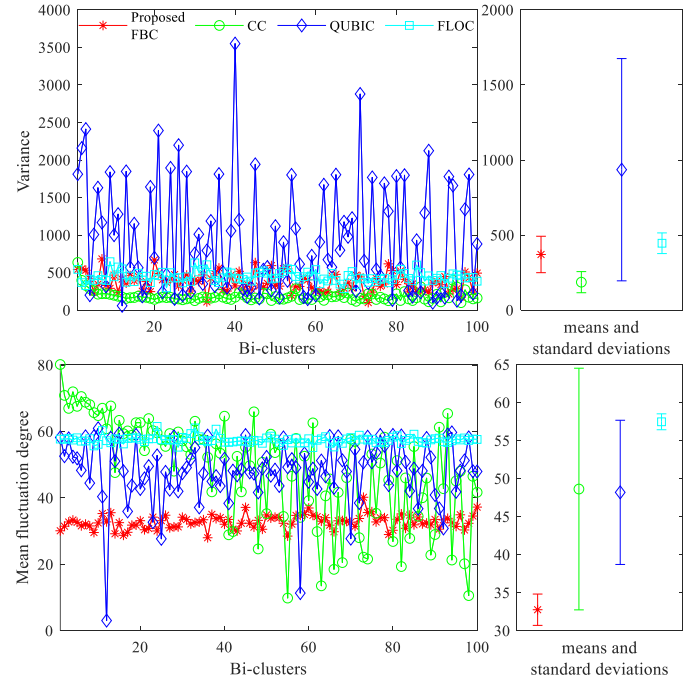 4000
3500
3000
2500
2000
1500
1000
500
0
Variance
Proposed
FBC
CC
QUBIC
FLOC
20
40
60
80
100
Bi-clusters
2000
1500
1000
500
0
means and
standard deviations
80
60
40
20
0
Mean fluctuation degree
20
40
60
80
100
Bi-clusters
65
60
55
50
45
40
35
30
means and
standard deviations